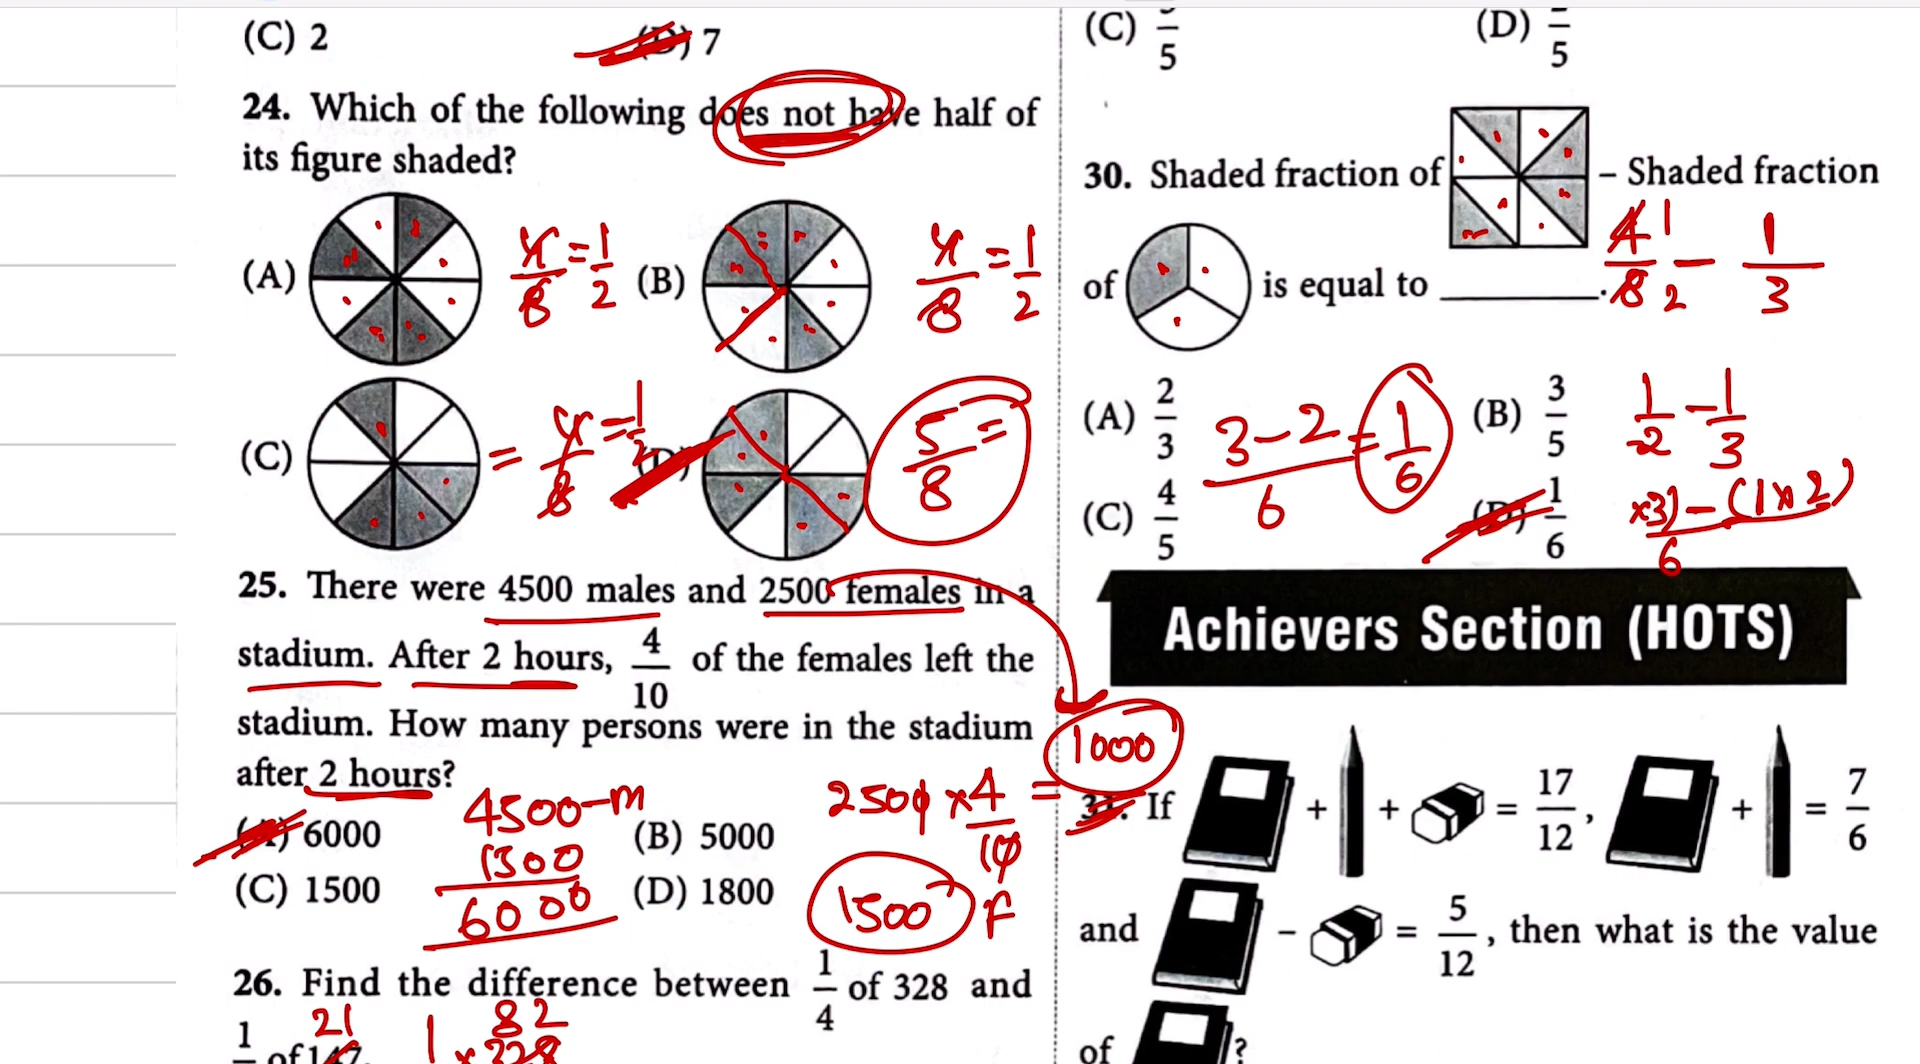 (C) 2
(D) 7
24. Which of the following does not have half of
its figure shaded?
(A)
4/8 = 1/2
(B)
4/8 = 1/2
(C)
= 4/8 = 1/2
(D)
5/8 =
25. There were 4500 males and 2500 females in a
stadium. After 2 hours, 4/10 of the females left the
stadium. How many persons were in the stadium
after 2 hours?
(A) 6000
(B) 5000
(C) 1500
(D) 1800
4500-m
1500
6000
2500 × 4/10 = 1000
1500 F
26. Find the difference between 1/4 of 328 and
21
82
1
of 147.
1 × 328
(C) /5
(D) /5
30. Shaded fraction of – Shaded fraction
of is equal to ________.
4/8 1/2 – 1/3
(A) 2/3
(B) 3/5
(C) 4/5
(D) 1/6
3-2/6 = 1/6
1/2 - 1/3
×3) - (1×2)/6
Achievers Section (HOTS)
31. If + + = 17/12, + = 7/6
and – = 5/12, then what is the value
of ?